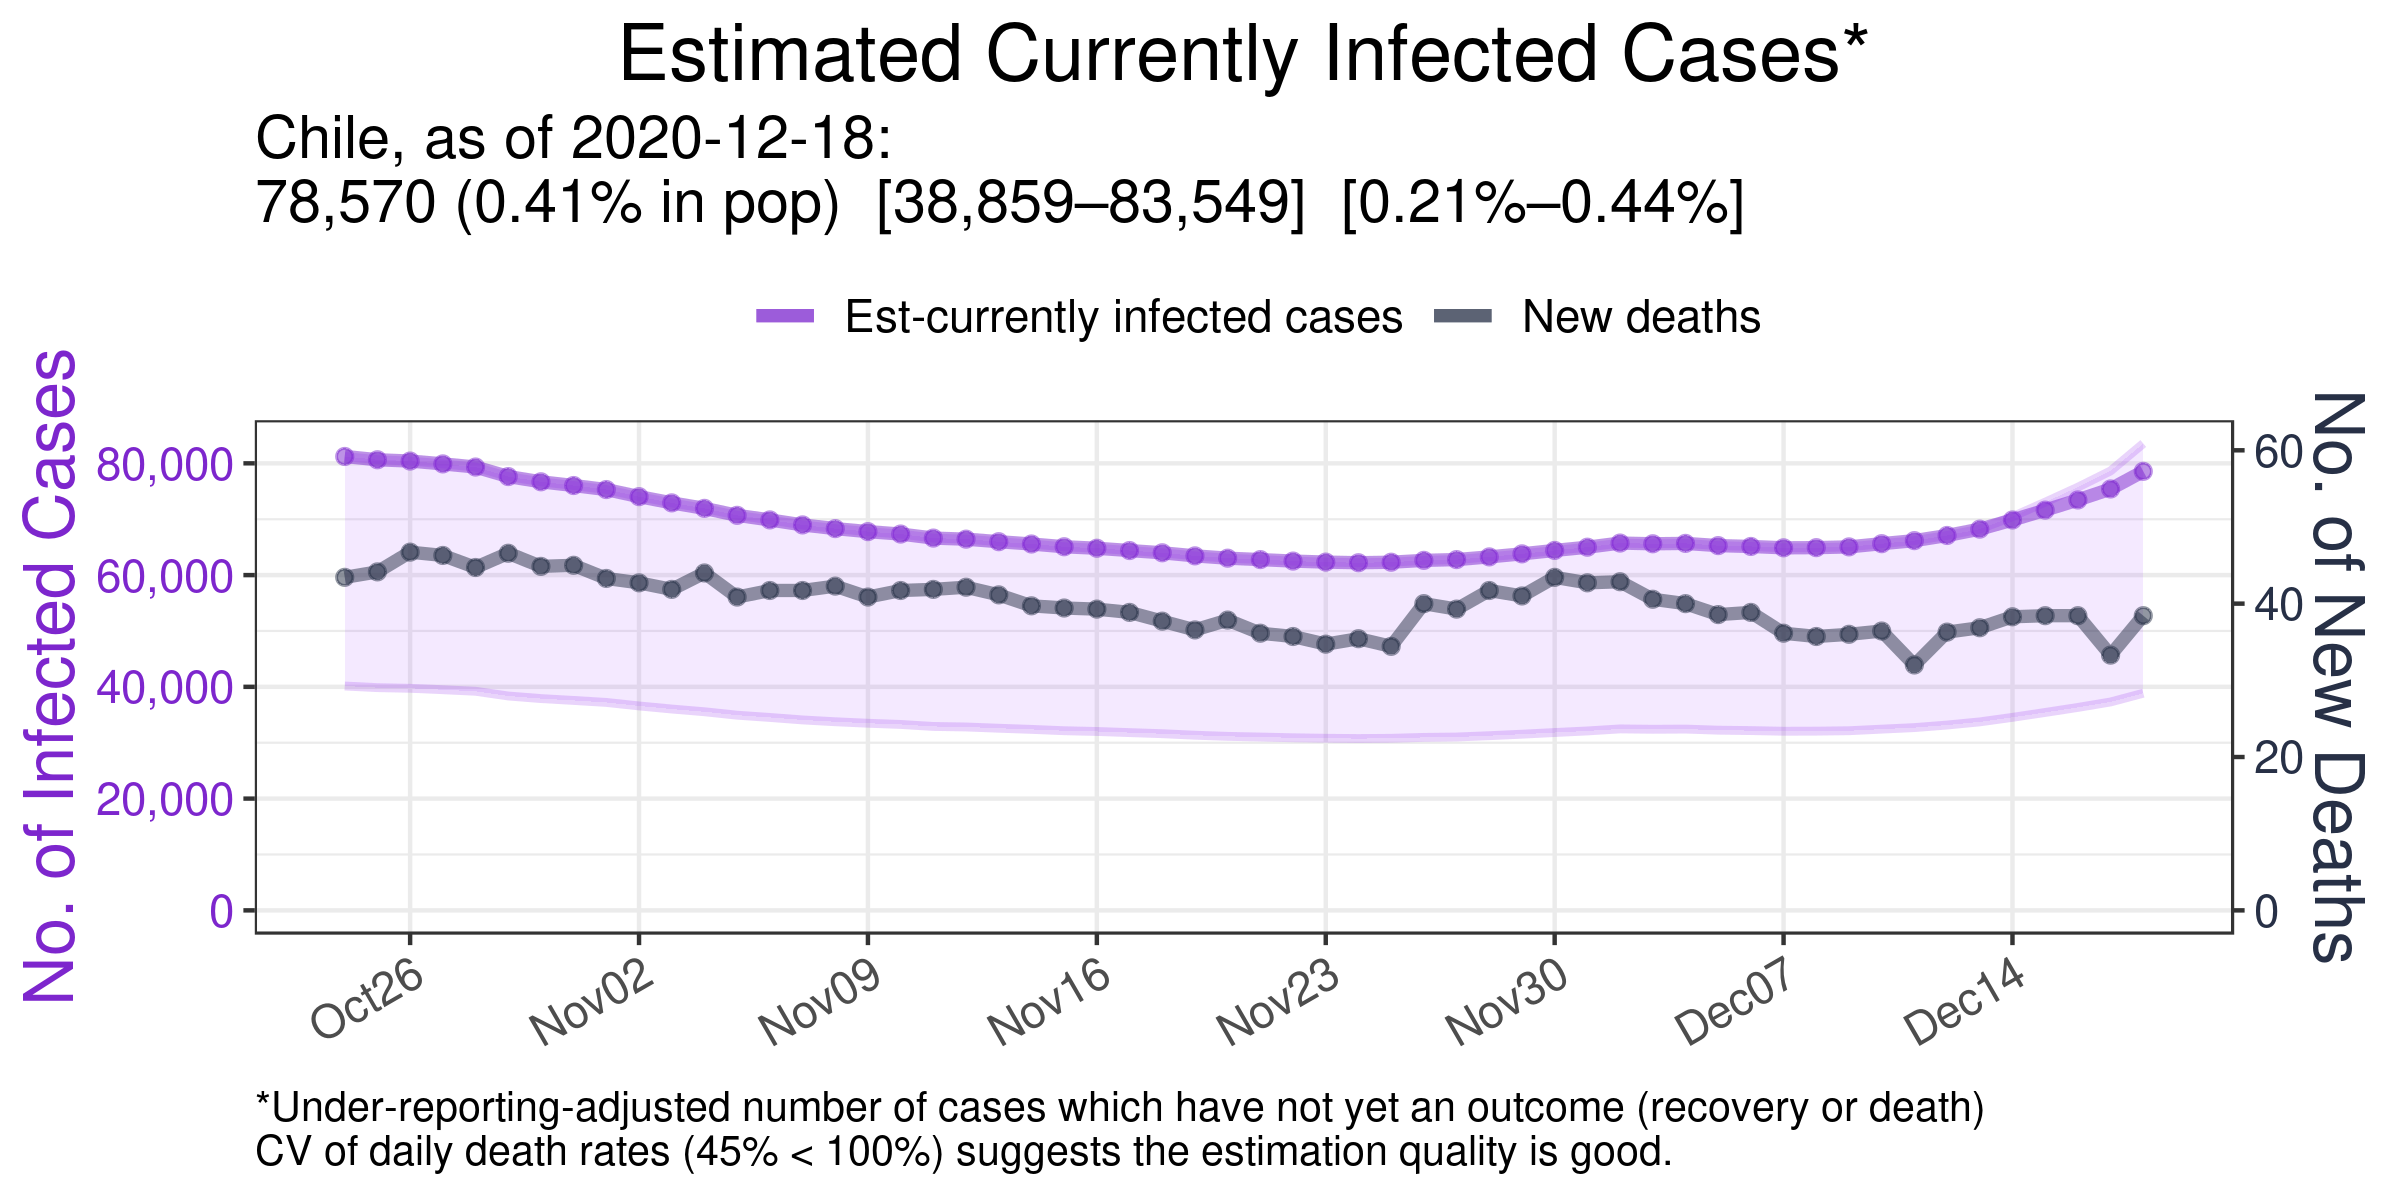 Estimated Currently Infected Cases*
Chile, as of 2020-12-18:
78,570 (0.41% in pop)  [38,859–83,549]  [0.21%–0.44%]
Est-currently infected cases
New deaths
No. of Infected Cases
80,000
60,000
40,000
20,000
0
60
40
20
0
No. of New Deaths
Oct26
Nov02
Nov09
Nov16
Nov23
Nov30
Dec07
Dec14
*Under-reporting-adjusted number of cases which have not yet an outcome (recovery or death)
CV of daily death rates (45% < 100%) suggests the estimation quality is good.